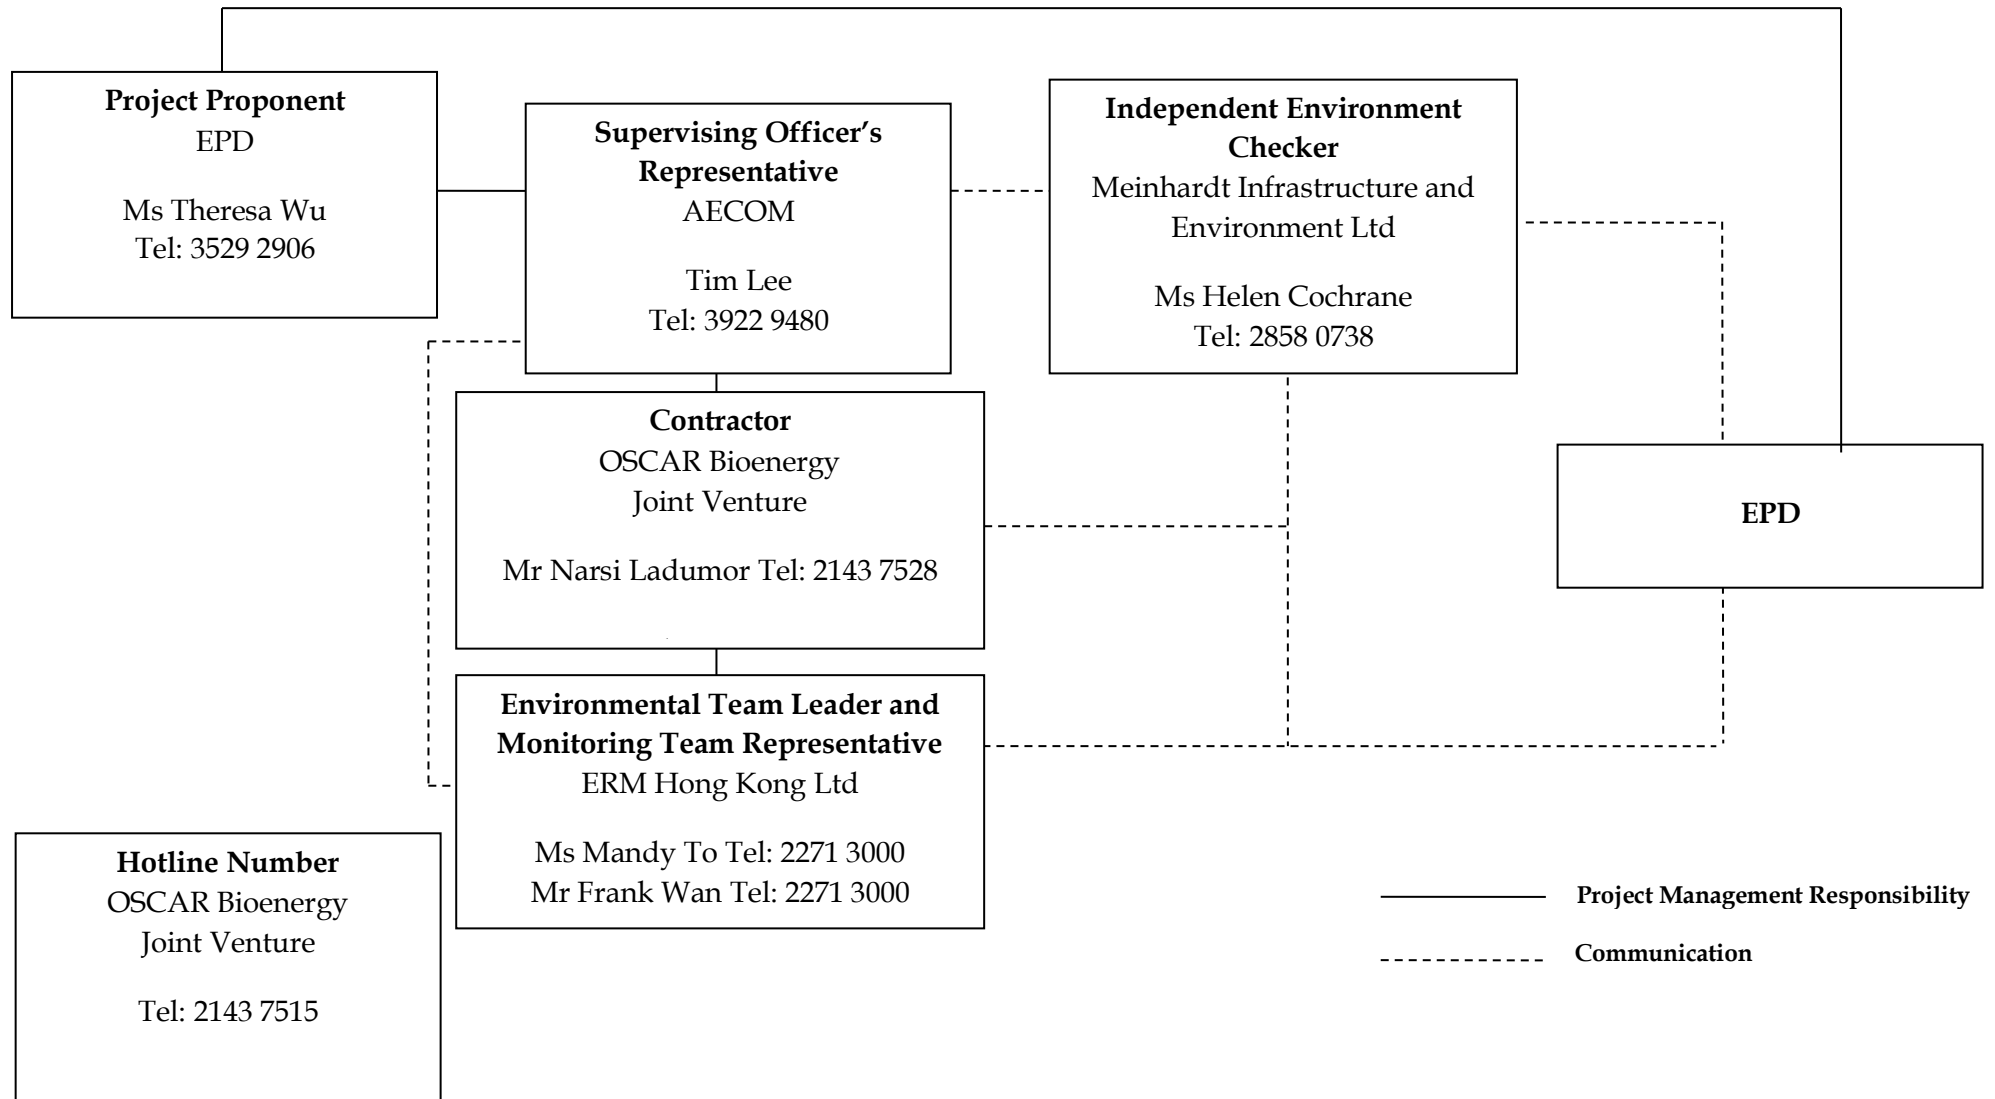 Project Proponent
EPD
Ms Theresa Wu
Tel: 3529 2906
Supervising Officer’s
Representative
AECOM
Tim Lee
Tel: 3922 9480
Independent Environment
Checker
Meinhardt Infrastructure and
Environment Ltd
Ms Helen Cochrane
Tel: 2858 0738
Contractor
OSCAR Bioenergy
Joint Venture
Mr Narsi Ladumor Tel: 2143 7528
EPD
Environmental Team Leader and
Monitoring Team Representative
ERM Hong Kong Ltd
Ms Mandy To Tel: 2271 3000
Mr Frank Wan Tel: 2271 3000
Hotline Number
OSCAR Bioenergy
Joint Venture
Tel: 2143 7515
Project Management Responsibility
Communication